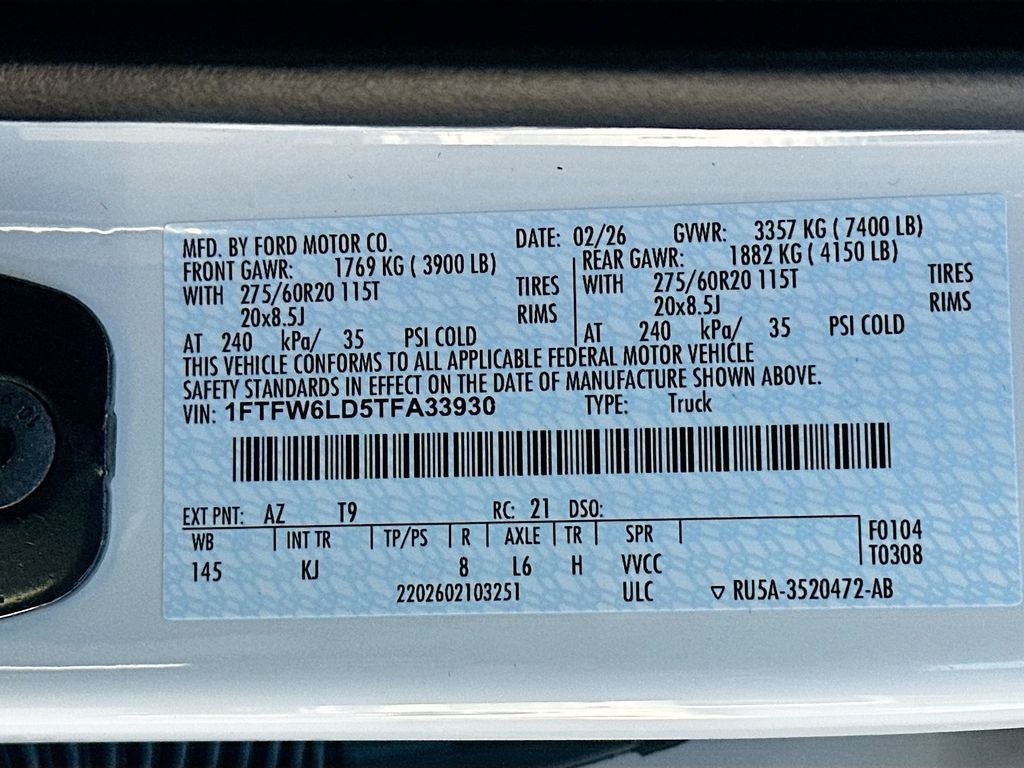 MFD. BY FORD MOTOR CO. DATE: 02/26 GVWR: 3357 KG ( 7400 LB)
FRONT GAWR: 1769 KG ( 3900 LB) REAR GAWR: 1882 KG ( 4150 LB)
WITH 275/60R20 115T TIRES WITH 275/60R20 115T TIRES
20x8.5J RIMS 20x8.5J RIMS
AT 240 kPa/ 35 PSI COLD AT 240 kPa/ 35 PSI COLD
THIS VEHICLE CONFORMS TO ALL APPLICABLE FEDERAL MOTOR VEHICLE
SAFETY STANDARDS IN EFFECT ON THE DATE OF MANUFACTURE SHOWN ABOVE.
VIN: 1FTFW6LD5TFA33930 TYPE: Truck
EXT PNT: AZ T9 RC: 21 DSO:
WB INT TR TP/PS R AXLE TR SPR F0104
145 KJ 8 L6 H VVCC T0308
2202602103251 ULC ▽ RU5A-3520472-AB